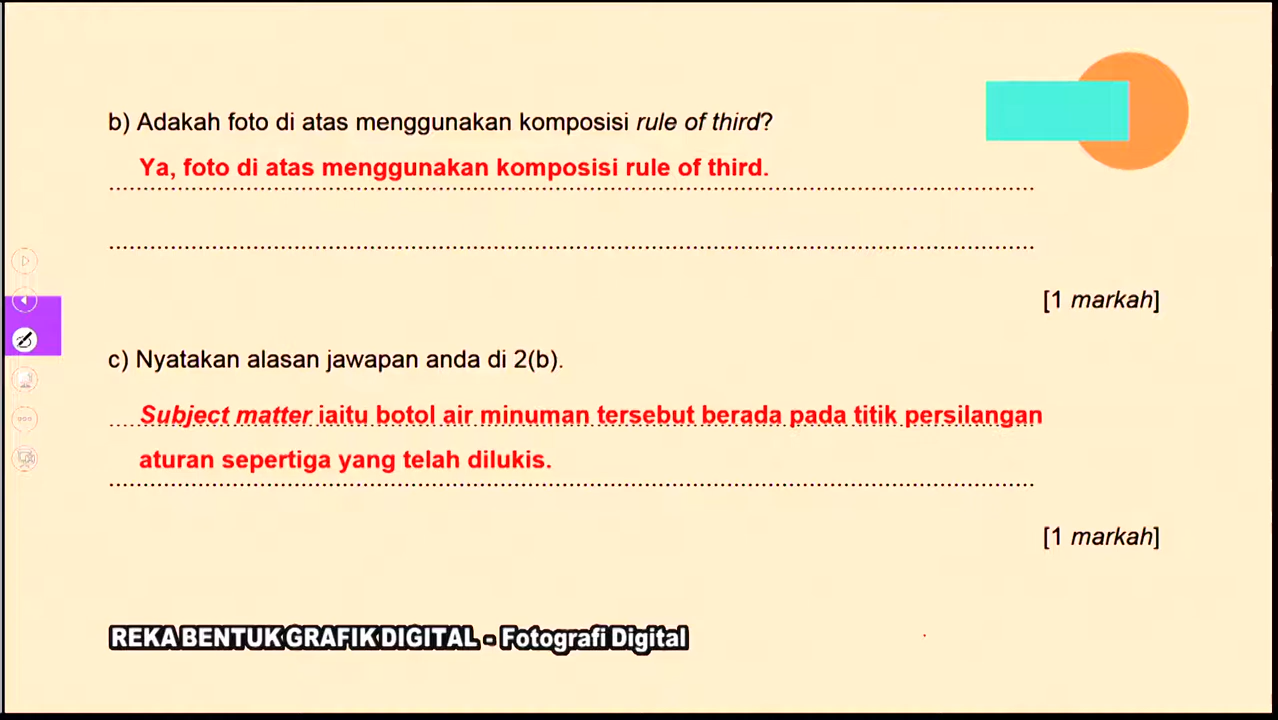 b) Adakah foto di atas menggunakan komposisi rule of third?
Ya, foto di atas menggunakan komposisi rule of third.
[1 markah]
c) Nyatakan alasan jawapan anda di 2(b).
Subject matter iaitu botol air minuman tersebut berada pada titik persilangan
aturan sepertiga yang telah dilukis.
[1 markah]
REKA BENTUK GRAFIK DIGITAL - Fotografi Digital